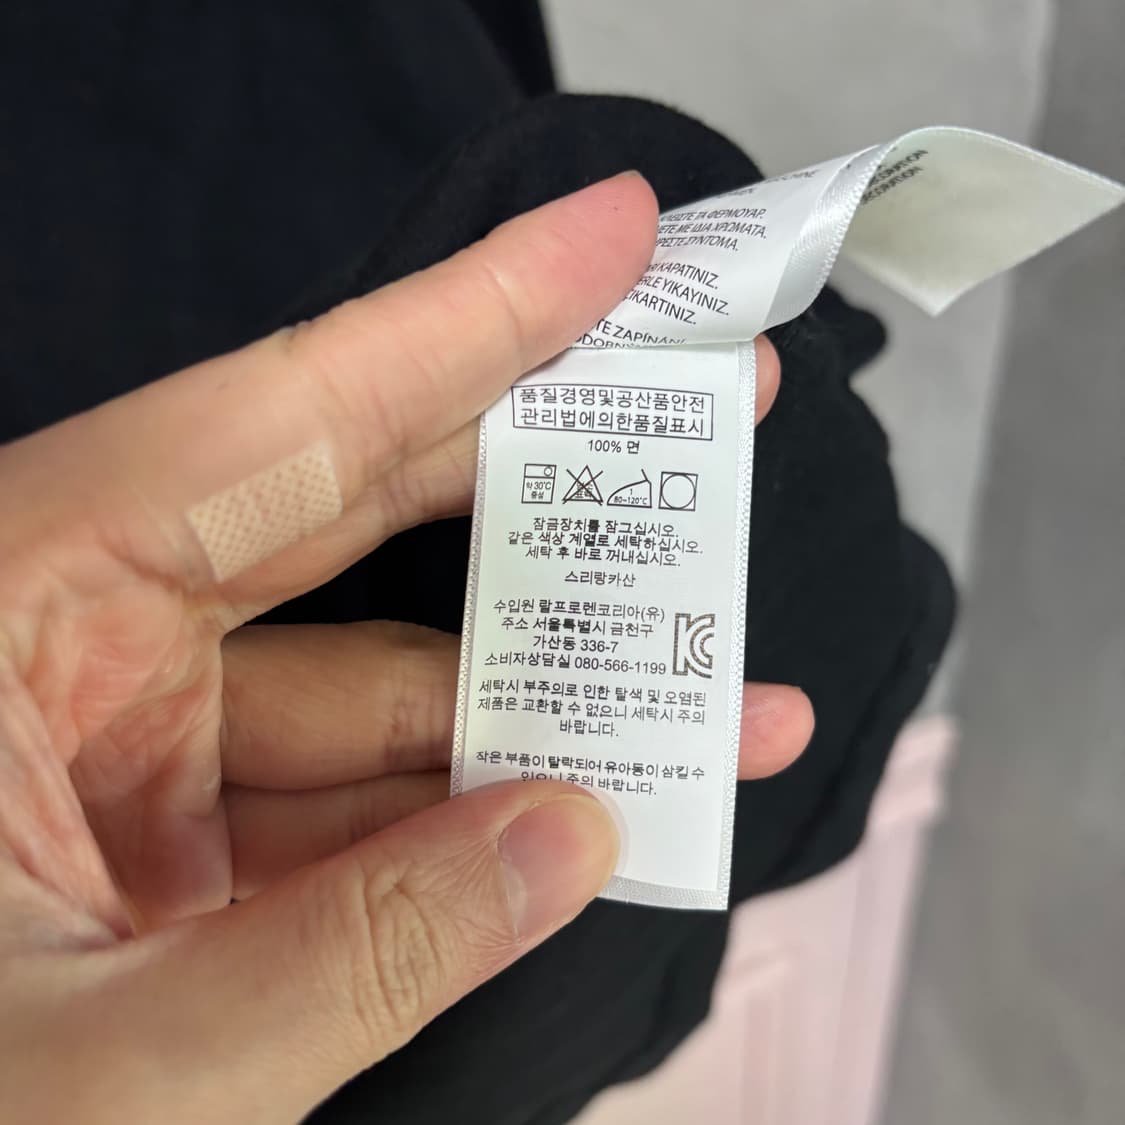 ΤΑ ΦΕΡΜΟΥΑΡ.
ΜΕ ΙΔΙΑ ΧΡΩΜΑΤΑ.
ΣΥΝΤΟΜΑ.
KAPATINIZ.
YIKAYINIZ.
ZAPÍNÁNÍ
품질경영및공산품안전
관리법에의한품질표시
100% 면
약 30℃
중성
80~120℃
잠금장치를 잠그십시오.
같은 색상 계열로 세탁하십시오.
세탁 후 바로 꺼내십시오.
스리랑카산
수입원 랄프로렌코리아(유)
주소 서울특별시 금천구
가산동 336-7
소비자상담실 080-566-1199
KC
세탁시 부주의로 인한 탈색 및 오염된
제품은 교환할 수 없으니 세탁시 주의
바랍니다.
작은 부품이 탈락되어 유아동이 삼킬 수
있으니 주의 바랍니다.